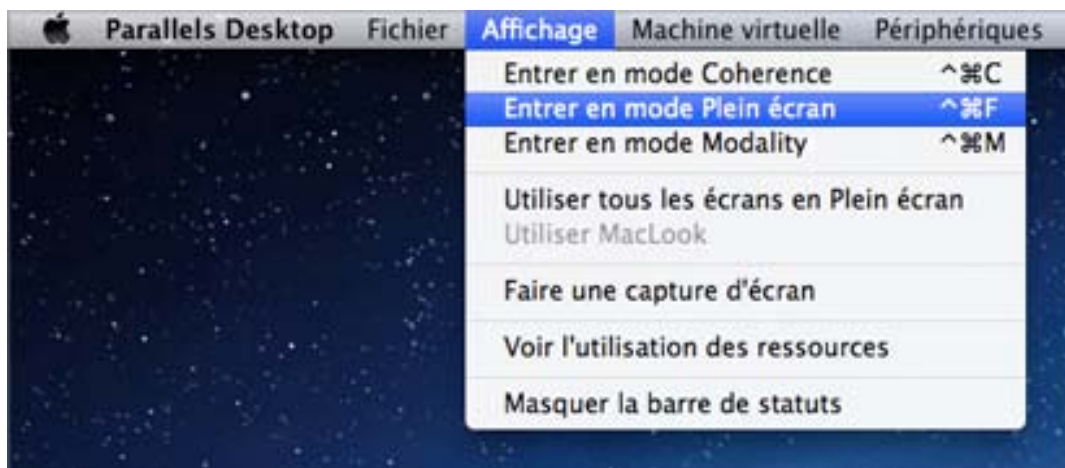 Parallels Desktop Fichier Affichage Machine virtuelle Périphériques
Entrer en mode Coherence ^⌘C
Entrer en mode Plein écran ^⌘F
Entrer en mode Modality ^⌘M
Utiliser tous les écrans en Plein écran
Utiliser MacLook
Faire une capture d'écran
Voir l'utilisation des ressources
Masquer la barre de statuts